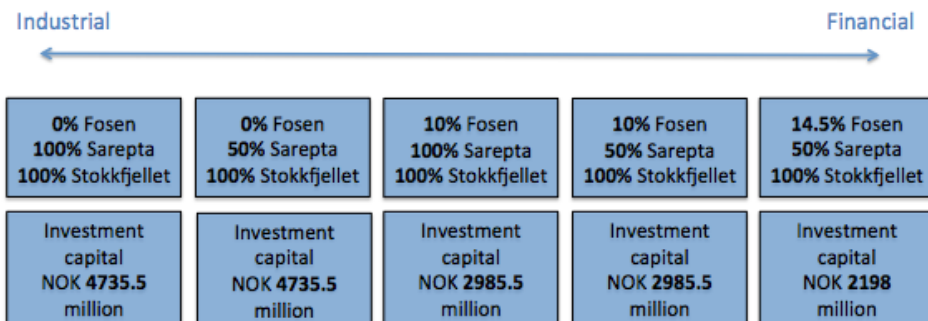 Industrial
Financial
0% Fosen
100% Sarepta
100% Stokkfjellet
0% Fosen
50% Sarepta
100% Stokkfjellet
10% Fosen
100% Sarepta
100% Stokkfjellet
10% Fosen
50% Sarepta
100% Stokkfjellet
14.5% Fosen
50% Sarepta
100% Stokkfjellet
Investment
capital
NOK 4735.5
million
Investment
capital
NOK 4735.5
million
Investment
capital
NOK 2985.5
million
Investment
capital
NOK 2985.5
million
Investment
capital
NOK 2198
million